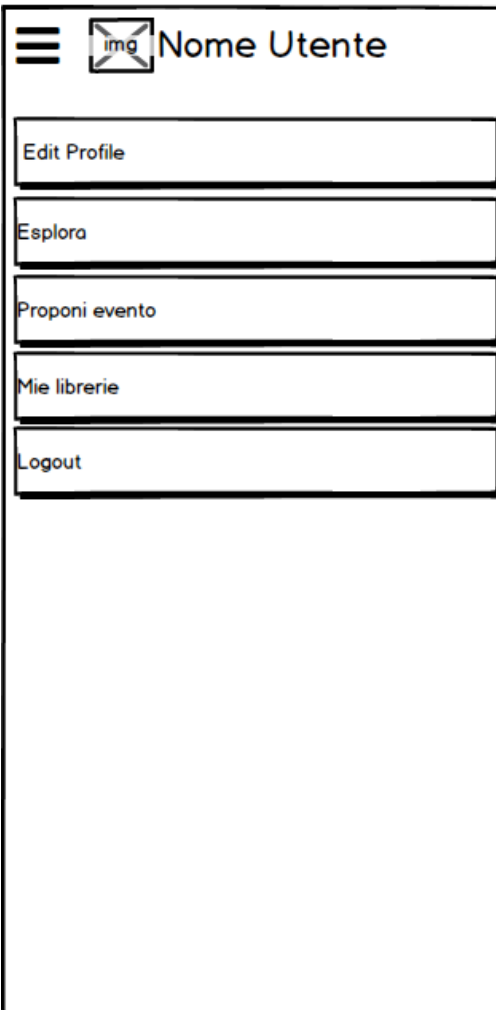 img Nome Utente
Edit Profile
Esplora
Proponi evento
Mie librerie
Logout